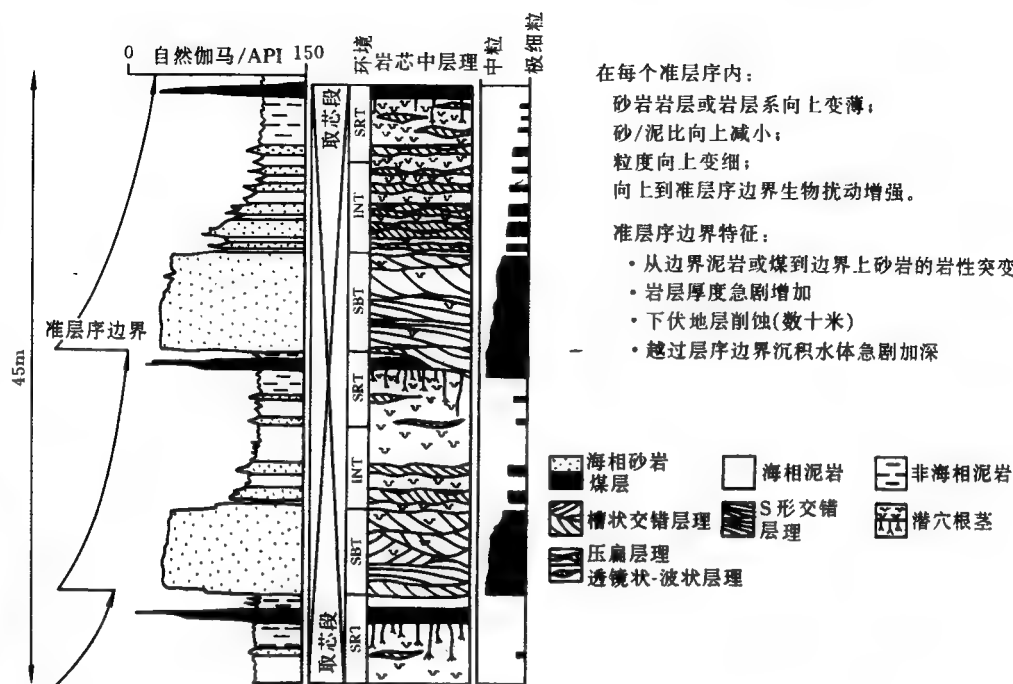 0 自然伽马/API 150
环境
岩芯中层理
中粒
极细粒
45m
准层序边界
取芯段
取芯段
SRT
INT
SBT
SRT
INT
SBT
SRT
在每个准层序内：
砂岩岩层或岩层系向上变薄；
砂/泥比向上减小；
粒度向上变细；
向上到准层序边界生物扰动增强。
准层序边界特征：
• 从边界泥岩或煤到边界上砂岩的岩性突变
• 岩层厚度急剧增加
• 下伏地层削蚀(数十米)
• 越过层序边界沉积水体急剧加深
海相砂岩
煤层
海相泥岩
非海相泥岩
槽状交错层理
S形交错
层理
潜穴根茎
压扁层理
透镜状-波状层理